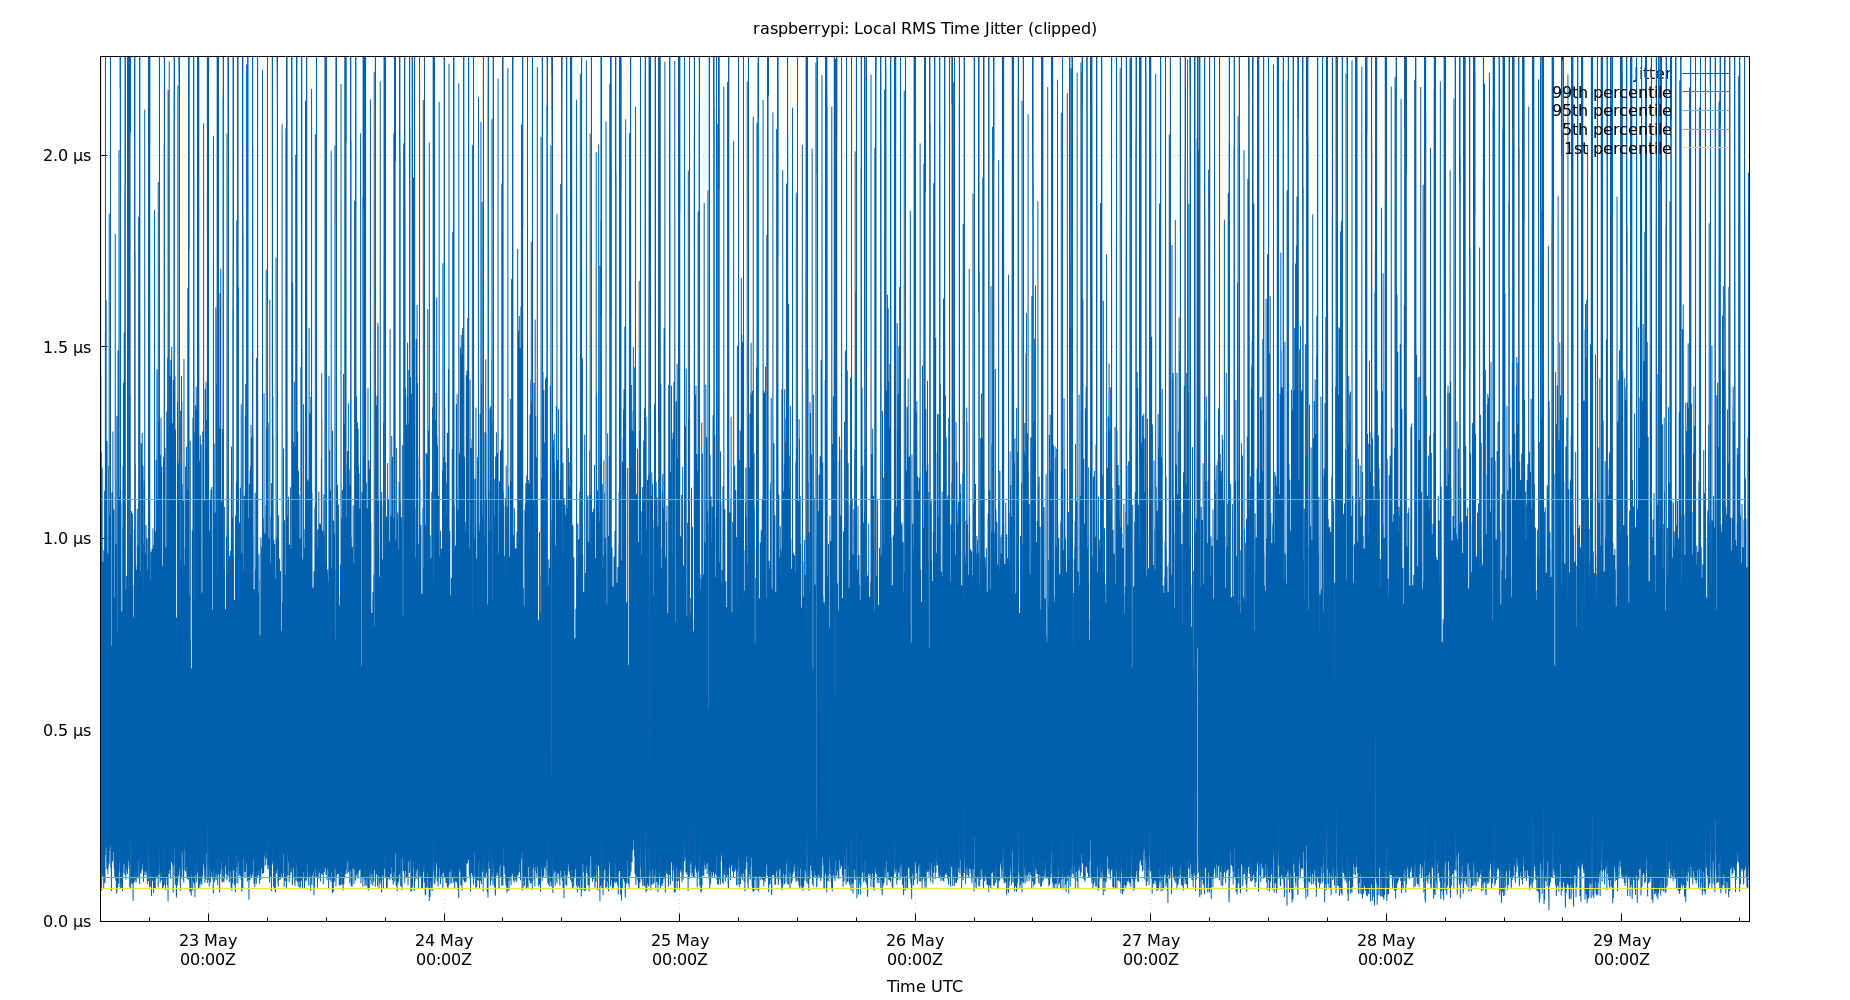 raspberrypi: Local RMS Time Jitter (clipped)
jitter
99th percentile
95th percentile
5th percentile
1st percentile
2.0 µs
1.5 µs
1.0 µs
0.5 µs
0.0 µs
23 May 24 May 25 May 26 May 27 May 28 May 29 May
00:00Z 00:00Z 00:00Z 00:00Z 00:00Z 00:00Z 00:00Z
Time UTC